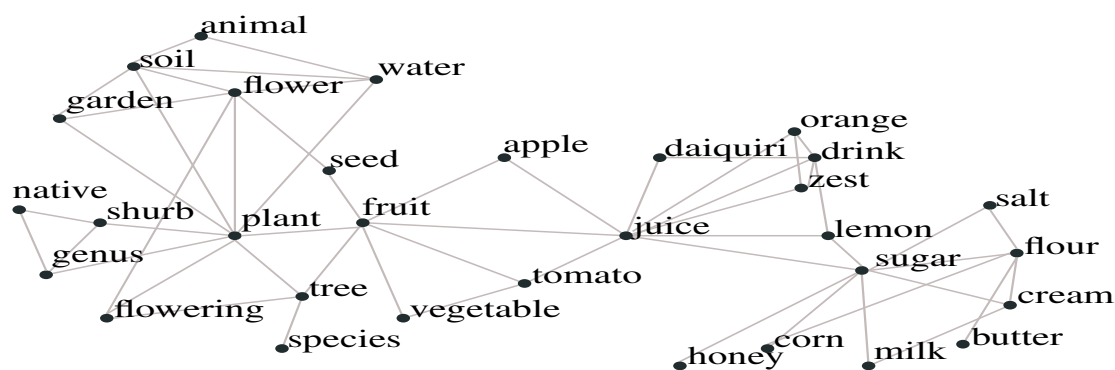 animal
soil
water
flower
garden
orange
apple
daiquiri
drink
seed
zest
native
fruit
salt
shurb
plant
juice
lemon
flour
genus
sugar
tomato
tree
cream
flowering
vegetable
species
corn
milk
butter
honey